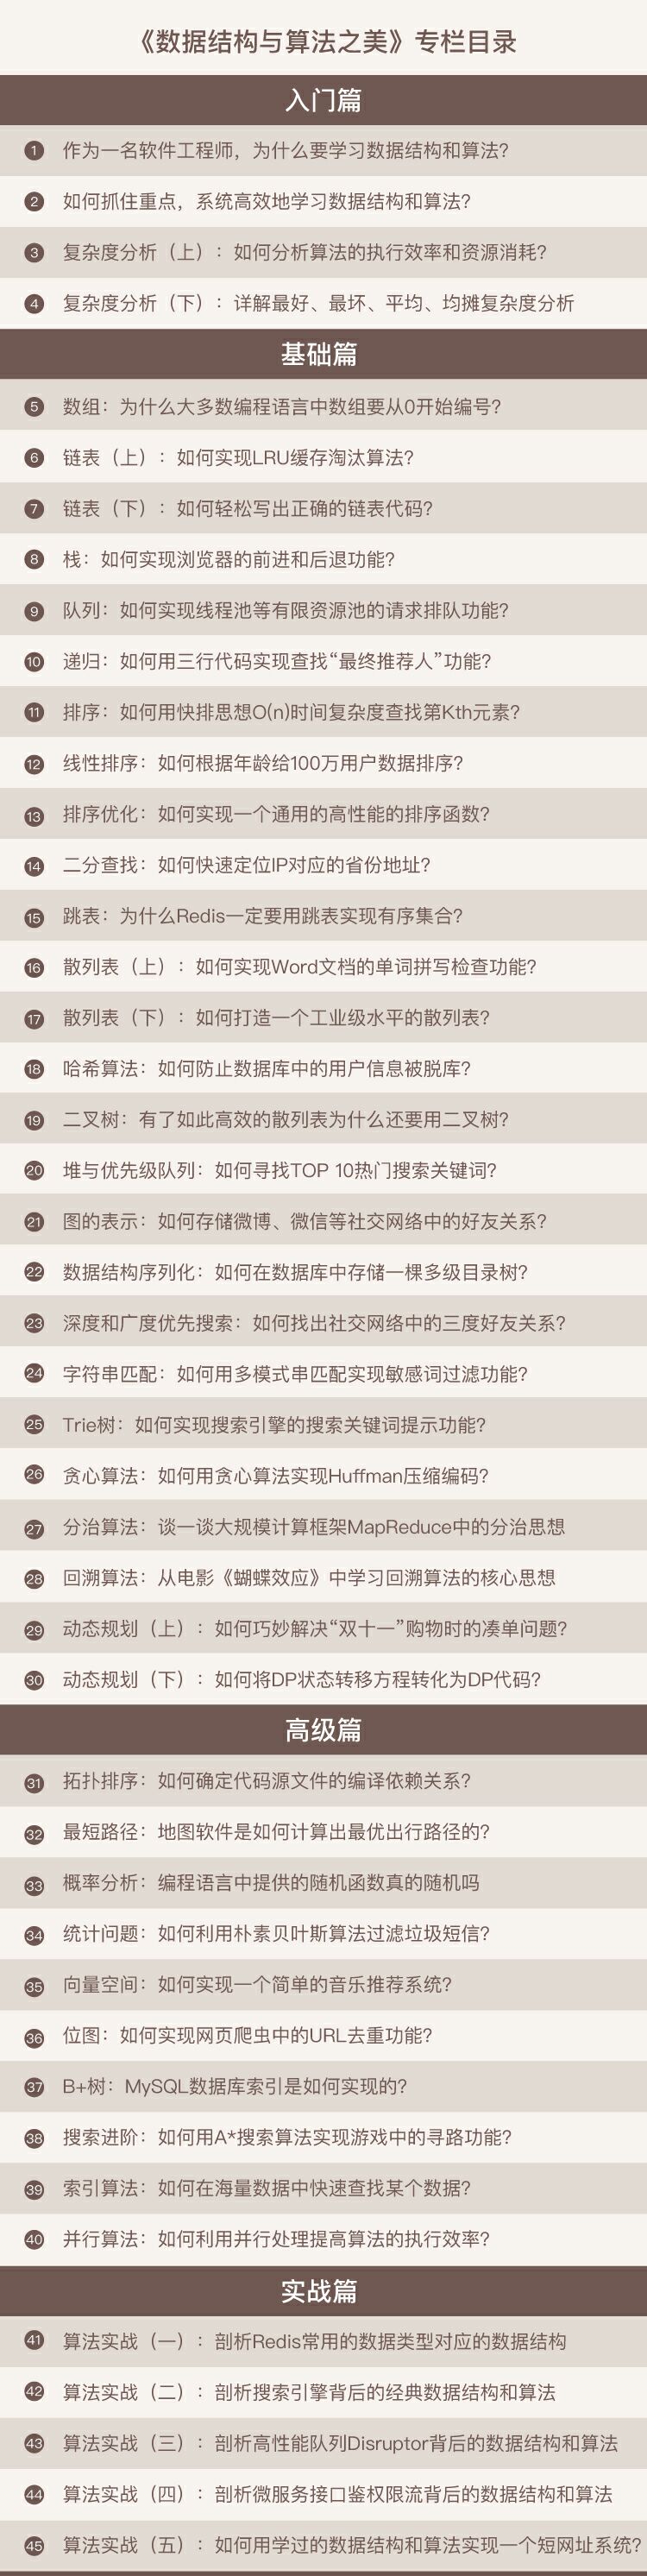 《数据结构与算法之美》专栏目录
入门篇
1 作为一名软件工程师，为什么要学习数据结构和算法？
2 如何抓住重点，系统高效地学习数据结构和算法？
3 复杂度分析（上）：如何分析算法的执行效率和资源消耗？
4 复杂度分析（下）：详解最好、最坏、平均、均摊复杂度分析
基础篇
5 数组：为什么大多数编程语言中数组要从0开始编号？
6 链表（上）：如何实现LRU缓存淘汰算法？
7 链表（下）：如何轻松写出正确的链表代码？
8 栈：如何实现浏览器的前进和后退功能？
9 队列：如何实现线程池等有限资源池的请求排队功能？
10 递归：如何用三行代码实现查找“最终推荐人”功能？
11 排序：如何用快排思想O(n)时间复杂度查找第Kth元素？
12 线性排序：如何根据年龄给100万用户数据排序？
13 排序优化：如何实现一个通用的高性能的排序函数？
14 二分查找：如何快速定位IP对应的省份地址？
15 跳表：为什么Redis一定要用跳表实现有序集合？
16 散列表（上）：如何实现Word文档的单词拼写检查功能？
17 散列表（下）：如何打造一个工业级水平的散列表？
18 哈希算法：如何防止数据库中的用户信息被脱库？
19 二叉树：有了如此高效的散列表为什么还要用二叉树？
20 堆与优先级队列：如何寻找TOP 10热门搜索关键词？
21 图的表示：如何存储微博、微信等社交网络中的好友关系？
22 数据结构序列化：如何在数据库中存储一棵多级目录树？
23 深度和广度优先搜索：如何找出社交网络中的三度好友关系？
24 字符串匹配：如何用多模式串匹配实现敏感词过滤功能？
25 Trie树：如何实现搜索引擎的搜索关键词提示功能？
26 贪心算法：如何用贪心算法实现Huffman压缩编码？
27 分治算法：谈一谈大规模计算框架MapReduce中的分治思想
28 回溯算法：从电影《蝴蝶效应》中学习回溯算法的核心思想
29 动态规划（上）：如何巧妙解决“双十一”购物时的凑单问题？
30 动态规划（下）：如何将DP状态转移方程转化为DP代码？
高级篇
31 拓扑排序：如何确定代码源文件的编译依赖关系？
32 最短路径：地图软件是如何计算出最优出行路径的？
33 概率分析：编程语言中提供的随机函数真的随机吗
34 统计问题：如何利用朴素贝叶斯算法过滤垃圾短信？
35 向量空间：如何实现一个简单的音乐推荐系统？
36 位图：如何实现网页爬虫中的URL去重功能？
37 B+树：MySQL数据库索引是如何实现的？
38 搜索进阶：如何用A*搜索算法实现游戏中的寻路功能？
39 索引算法：如何在海量数据中快速查找某个数据？
40 并行算法：如何利用并行处理提高算法的执行效率？
实战篇
41 算法实战（一）：剖析Redis常用的数据类型对应的数据结构
42 算法实战（二）：剖析搜索引擎背后的经典数据结构和算法
43 算法实战（三）：剖析高性能队列Disruptor背后的数据结构和算法
44 算法实战（四）：剖析微服务接口鉴权限流背后的数据结构和算法
45 算法实战（五）：如何用学过的数据结构和算法实现一个短网址系统？